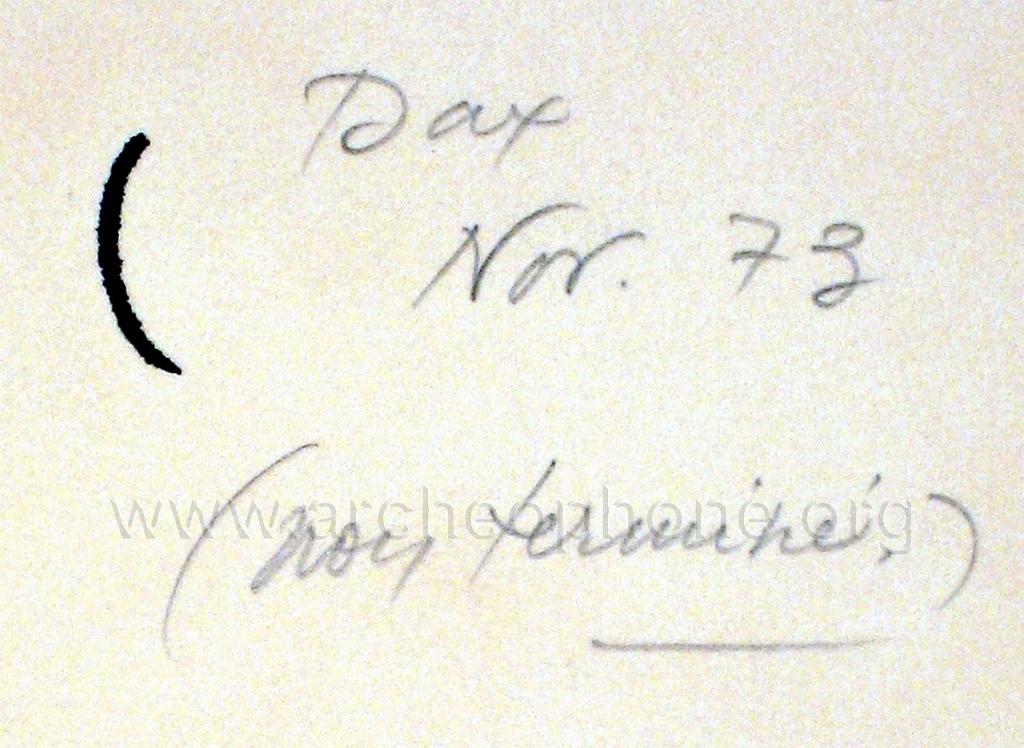 Dax
Nov. 73
(non terminé.)
www.archeophone.org